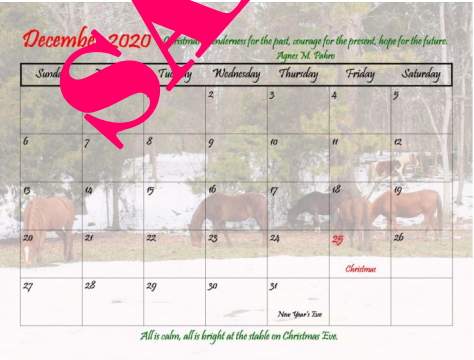 December 2020
Christmas tenderness for the past, courage for the present, hope for the future.
Agnes M. Pahro
Tuesday Wednesday Thursday Friday Saturday
2 3 4 5
6 7 8 9 10 11 12
13 14 15 16 17 18 19
20 21 22 23 24 25 26
Christmas
27 28 29 30 31
New Year's Eve
All is calm, all is bright at the stable on Christmas Eve.